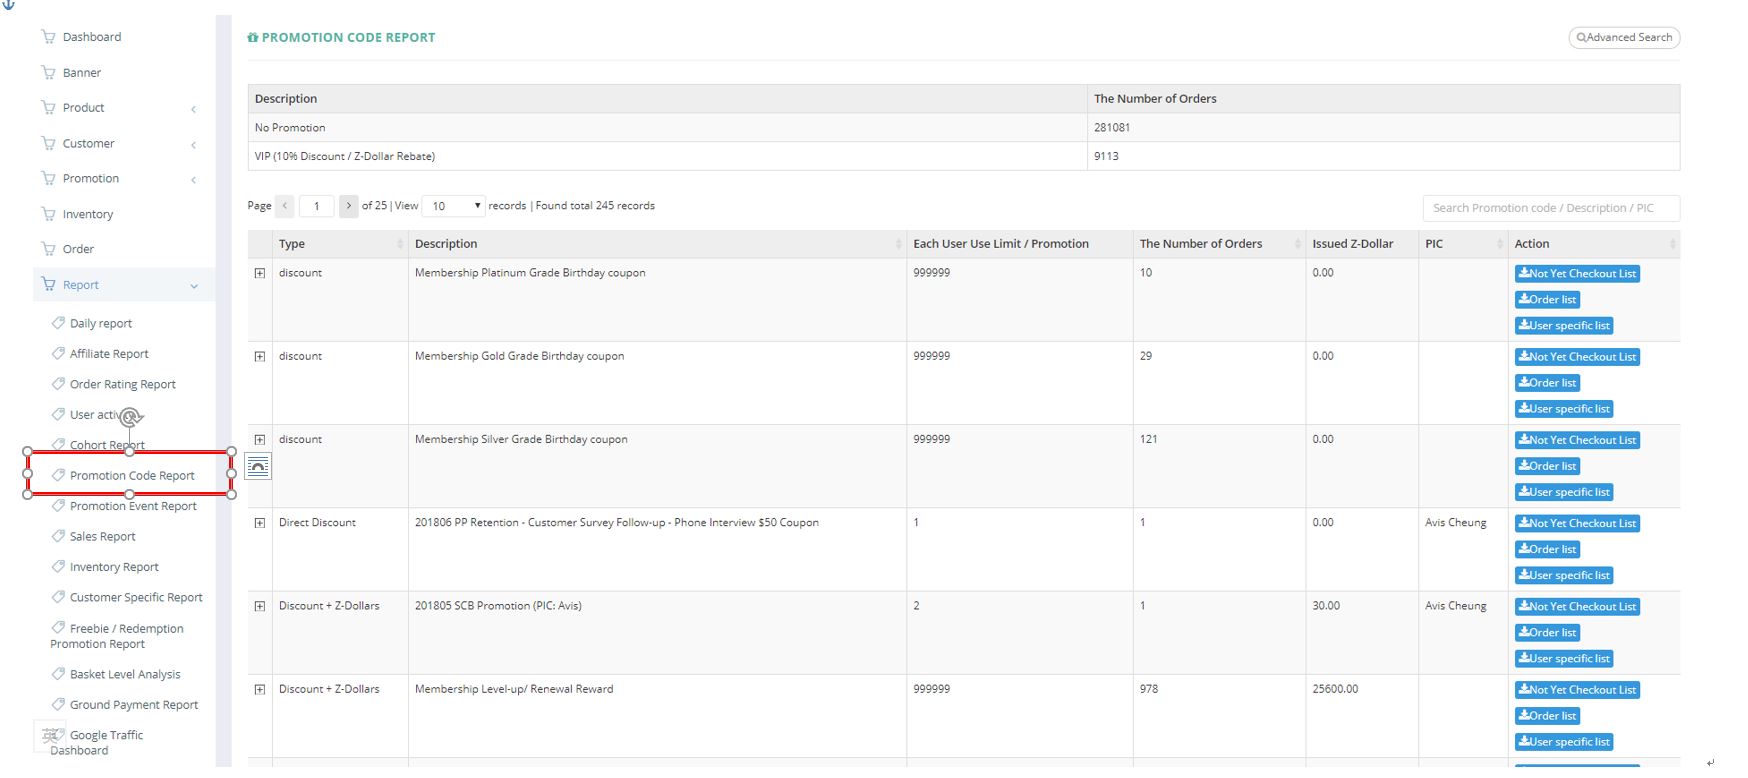 Dashboard
Banner
Product
Customer
Promotion
Inventory
Order
Report
Daily report
Affiliate Report
Order Rating Report
User activ
Cohort Report
Promotion Code Report
Promotion Event Report
Sales Report
Inventory Report
Customer Specific Report
Freebie / Redemption
Promotion Report
Basket Level Analysis
Ground Payment Report
Google Traffic
Dashboard
英
PROMOTION CODE REPORT
Advanced Search
Description The Number of Orders
No Promotion 281081
VIP (10% Discount / Z-Dollar Rebate) 9113
Page < 1 > of 25 | View 10 records | Found total 245 records
Search Promotion code / Description / PIC
Type Description Each User Use Limit / Promotion The Number of Orders Issued Z-Dollar PIC Action
discount Membership Platinum Grade Birthday coupon 999999 10 0.00 Not Yet Checkout List
Order list
User specific list
discount Membership Gold Grade Birthday coupon 999999 29 0.00 Not Yet Checkout List
Order list
User specific list
discount Membership Silver Grade Birthday coupon 999999 121 0.00 Not Yet Checkout List
Order list
User specific list
Direct Discount 201806 PP Retention - Customer Survey Follow-up - Phone Interview $50 Coupon 1 1 0.00 Avis Cheung Not Yet Checkout List
Order list
User specific list
Discount + Z-Dollars 201805 SCB Promotion (PIC: Avis) 2 1 30.00 Avis Cheung Not Yet Checkout List
Order list
User specific list
Discount + Z-Dollars Membership Level-up/ Renewal Reward 999999 978 25600.00 Not Yet Checkout List
Order list
User specific list